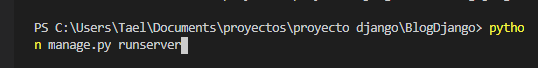 PS C:\Users\Tael\Documents\proyectos\proyecto django\BlogDjango> pytho
n manage.py runserver